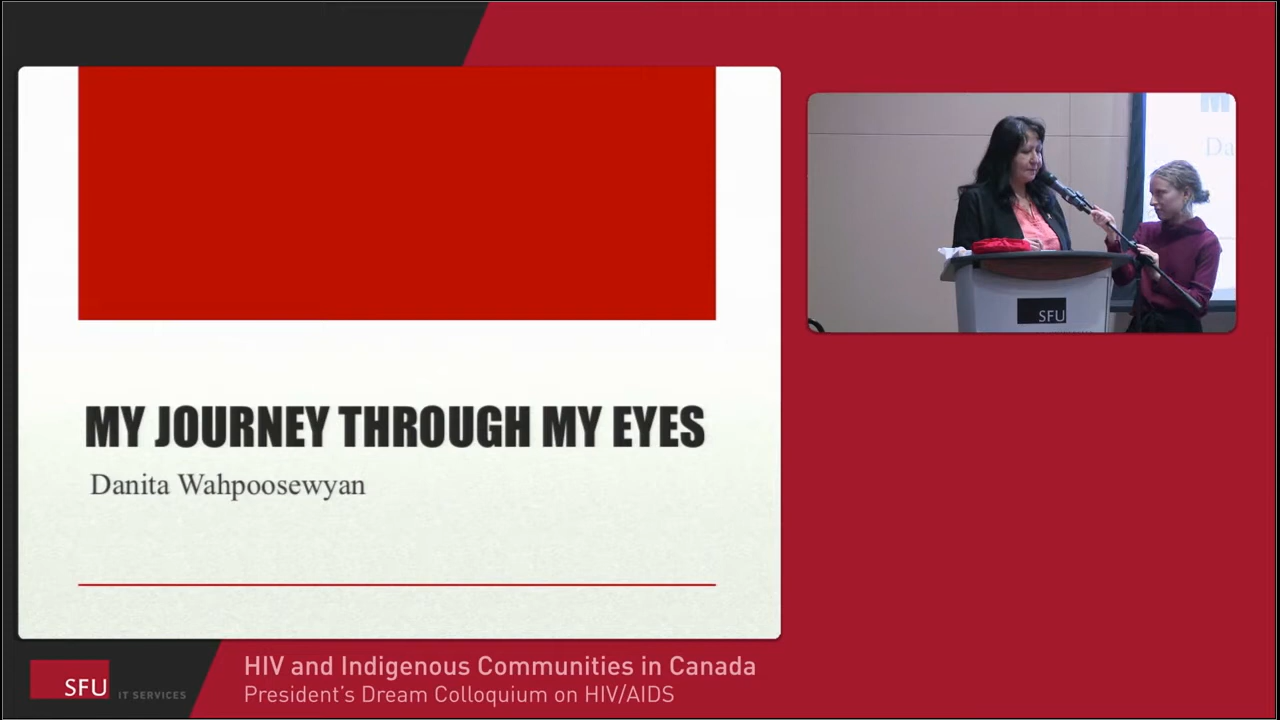 MY JOURNEY THROUGH MY EYES
Danita Wahpoosewyan
M
Da
SFU
SFU IT SERVICES
HIV and Indigenous Communities in Canada
President's Dream Colloquium on HIV/AIDS